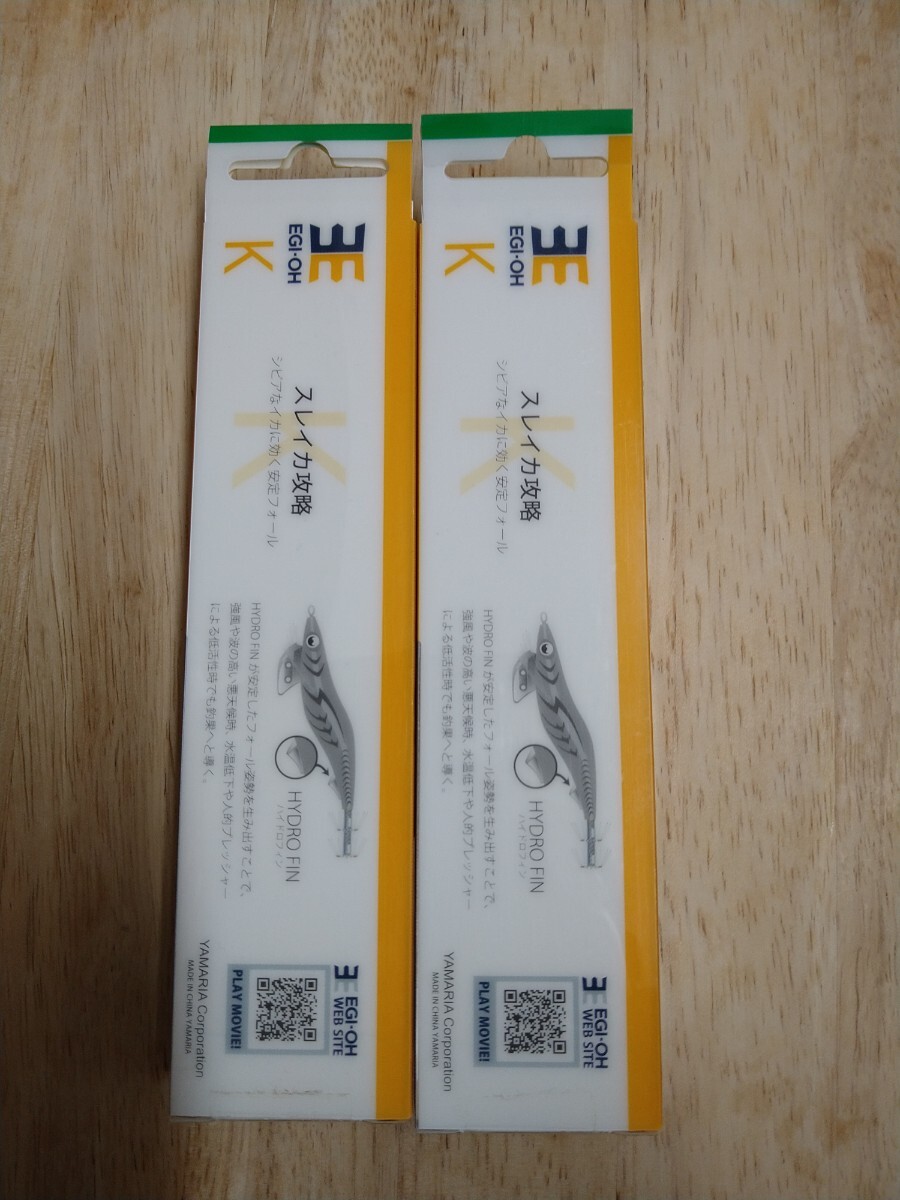 EGI·OH
K
スレイカ攻略
シビアなイカに効く安定フォール
HYDRO FIN
ハイドロフィン
HYDRO FIN が安定したフォール姿勢を生み出すことで、
強風や波の高い悪天候時、水温低下や人的プレッシャー
による低活性時でも釣果へと導く。
EGI·OH
WEB SITE
PLAY MOVIE!
YAMARIA Corporation
MADE IN CHINA YAMARIA
EGI·OH
K
スレイカ攻略
シビアなイカに効く安定フォール
HYDRO FIN
ハイドロフィン
HYDRO FIN が安定したフォール姿勢を生み出すことで、
強風や波の高い悪天候時、水温低下や人的プレッシャー
による低活性時でも釣果へと導く。
EGI·OH
WEB SITE
PLAY MOVIE!
YAMARIA Corporation
MADE IN CHINA YAMARIA